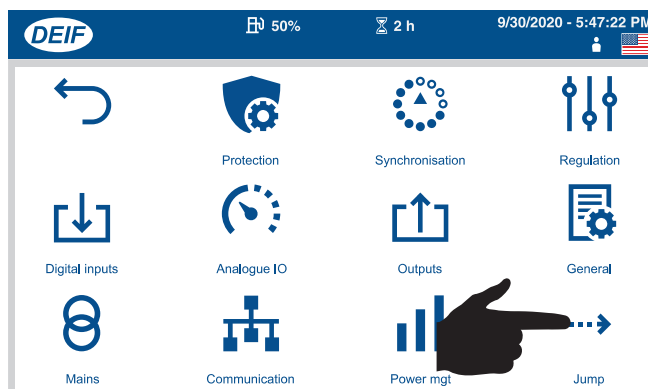 DEIF
50%
2 h
9/30/2020 - 5:47:22 PM
Protection
Synchronisation
Regulation
Digital inputs
Analogue IO
Outputs
General
Mains
Communication
Power mgt
Jump